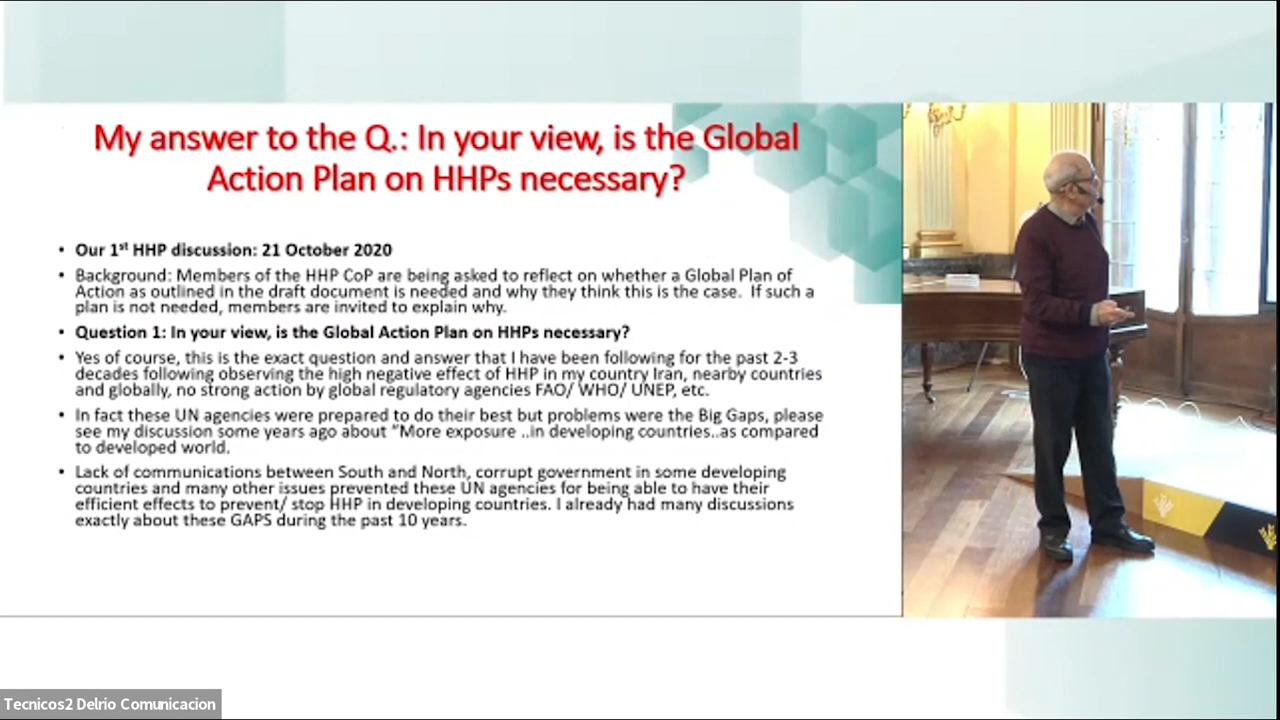 My answer to the Q.: In your view, is the Global
Action Plan on HHPs necessary?
• Our 1st HHP discussion: 21 October 2020
• Background: Members of the HHP CoP are being asked to reflect on whether a Global Plan of
Action as outlined in the draft document is needed and why they think this is the case. If such a
plan is not needed, members are invited to explain why.
• Question 1: In your view, is the Global Action Plan on HHPs necessary?
• Yes of course, this is the exact question and answer that I have been following for the past 2-3
decades following observing the high negative effect of HHP in my country Iran, nearby countries
and globally, no strong action by global regulatory agencies FAO/ WHO/ UNEP, etc.
• In fact these UN agencies were prepared to do their best but problems were the Big Gaps, please
see my discussion some years ago about “More exposure ..in developing countries..as compared
to developed world.
• Lack of communications between South and North, corrupt government in some developing
countries and many other issues prevented these UN agencies for being able to have their
efficient effects to prevent/ stop HHP in developing countries. I already had many discussions
exactly about these GAPS during the past 10 years.
Tecnicos2 Delrio Comunicacion